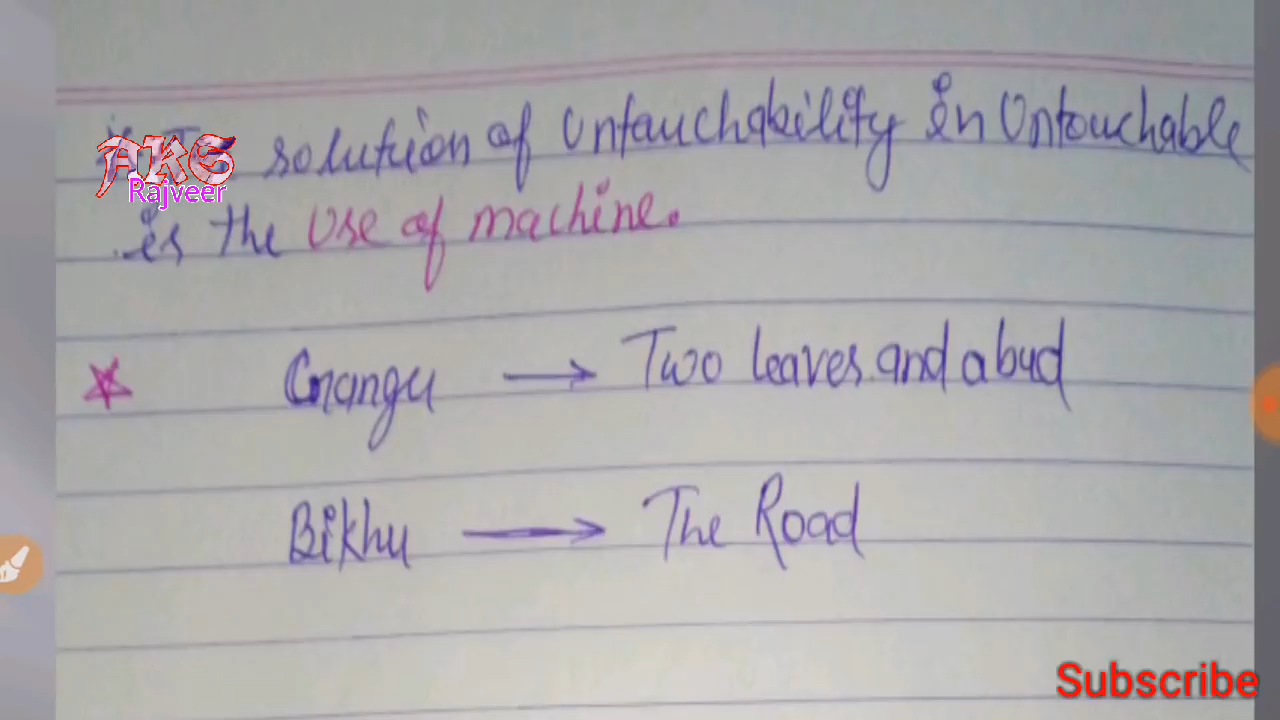 AKG
Rajveer
solution of Untouchability in Untouchable
is the Use of machine.
Gangu → Two leaves and a bud
Bikhu → The Road
Subscribe